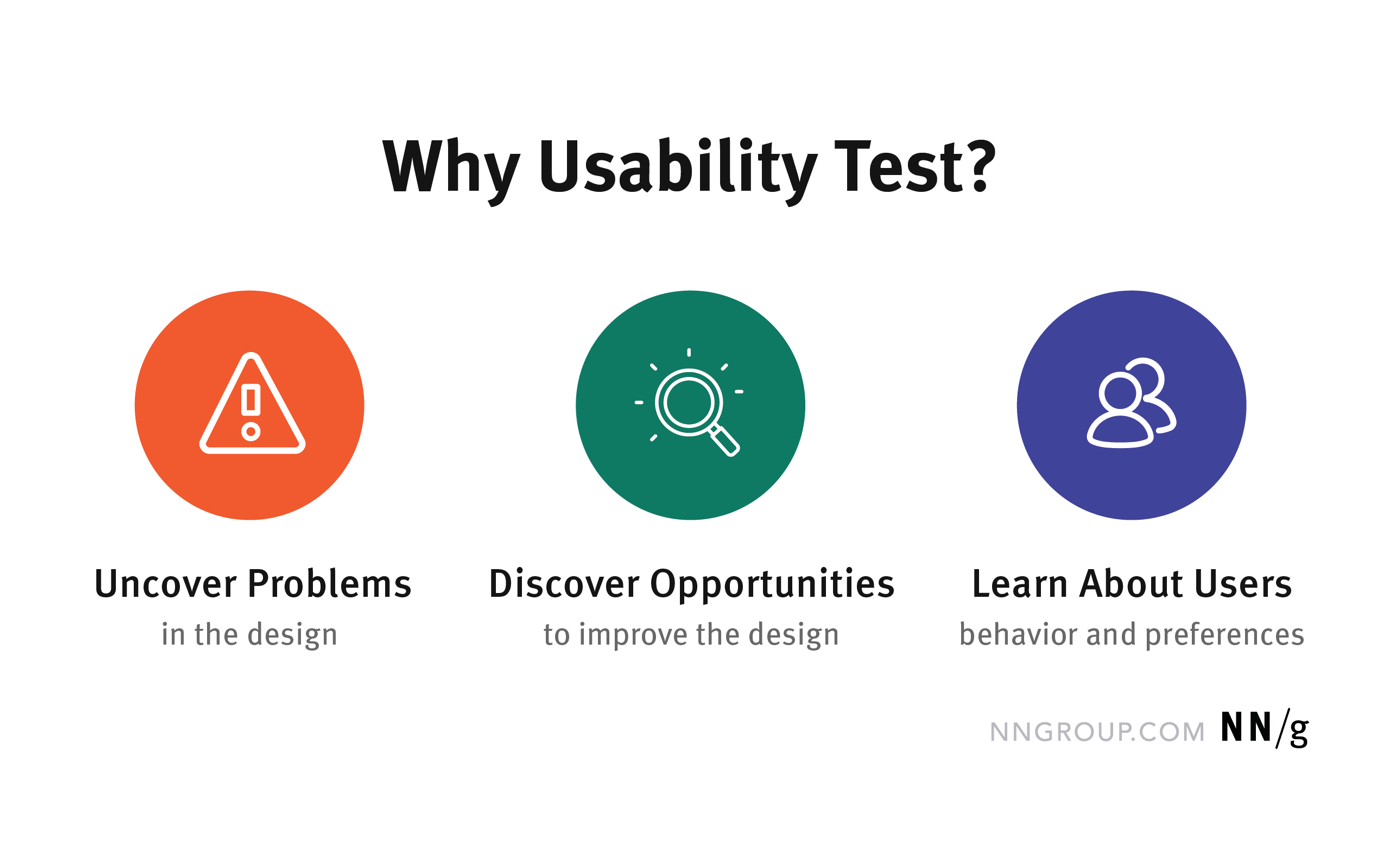 Why Usability Test?
Uncover Problems
in the design
Discover Opportunities
to improve the design
Learn About Users
behavior and preferences
NNGROUP.COM NN/g